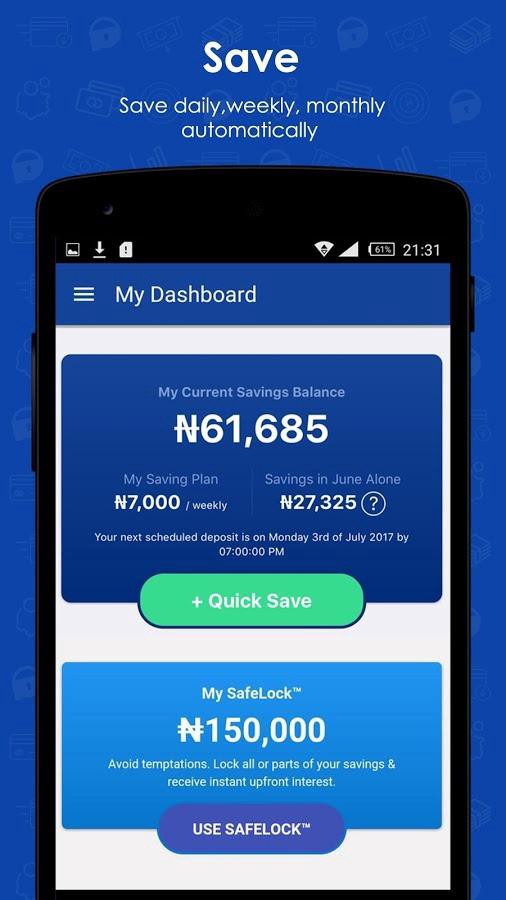 Save
Save daily,weekly, monthly
automatically
61%
21:31
My Dashboard
My Current Savings Balance
₦61,685
My Saving Plan
₦7,000 / weekly
Savings in June Alone
₦27,325 ?
Your next scheduled deposit is on Monday 3rd of July 2017 by
07:00:00 PM
+ Quick Save
My SafeLock™
₦150,000
Avoid temptations. Lock all or parts of your savings &
receive instant upfront interest.
USE SAFELOCK™